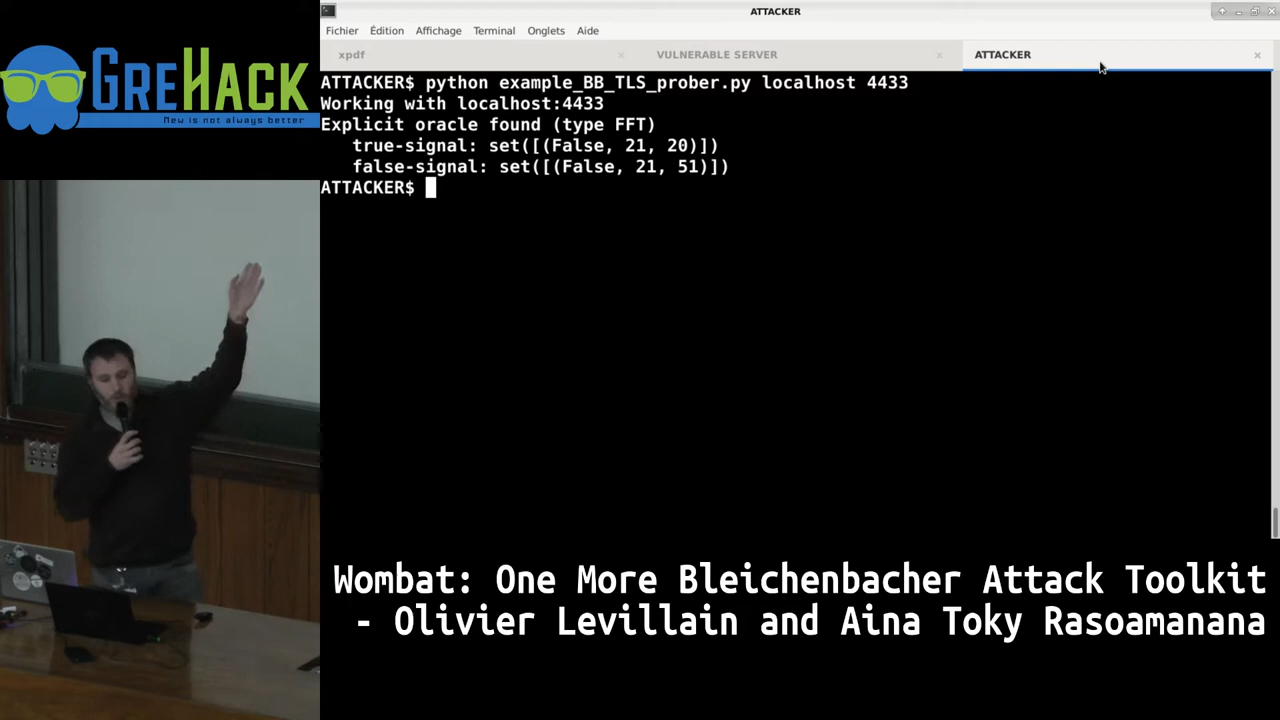 GREHACK
New is not always better
ATTACKER
Fichier Édition Affichage Terminal Onglets Aide
xpdf VULNERABLE SERVER ATTACKER
ATTACKER$ python example_BB_TLS_prober.py localhost 4433
Working with localhost:4433
Explicit oracle found (type FFT)
true-signal: set([(False, 21, 20)])
false-signal: set([(False, 21, 51)])
ATTACKER$
Wombat: One More Bleichenbacher Attack Toolkit
- Olivier Levillain and Aina Toky Rasoamanana